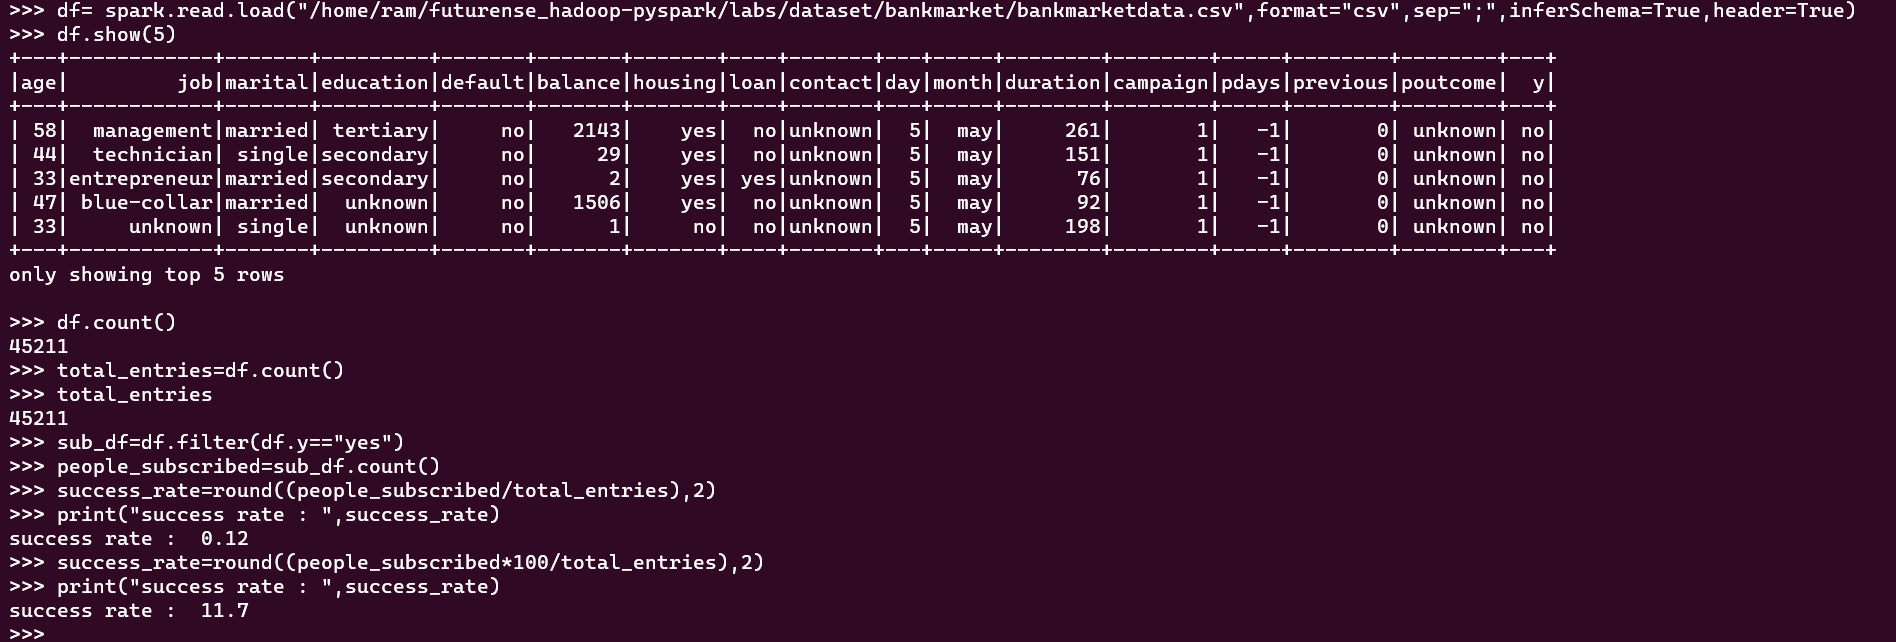 >>> df= spark.read.load("/home/ram/futurense_hadoop-pyspark/labs/dataset/bankmarket/bankmarketdata.csv",format="csv",sep=";",inferSchema=True,header=True)
>>> df.show(5)
+---+------------+-------+---------+-------+-------+-------+----+-------+---+-----+--------+--------+-----+--------+--------+---+
|age|         job|marital|education|default|balance|housing|loan|contact|day|month|duration|campaign|pdays|previous|poutcome|  y|
+---+------------+-------+---------+-------+-------+-------+----+-------+---+-----+--------+--------+-----+--------+--------+---+
| 58|  management|married| tertiary|     no|   2143|    yes|  no|unknown|  5|  may|     261|       1|   -1|       0| unknown| no|
| 44|  technician| single|secondary|     no|     29|    yes|  no|unknown|  5|  may|     151|       1|   -1|       0| unknown| no|
| 33|entrepreneur|married|secondary|     no|      2|    yes| yes|unknown|  5|  may|      76|       1|   -1|       0| unknown| no|
| 47| blue-collar|married|  unknown|     no|   1506|    yes|  no|unknown|  5|  may|      92|       1|   -1|       0| unknown| no|
| 33|     unknown| single|  unknown|     no|      1|     no|  no|unknown|  5|  may|     198|       1|   -1|       0| unknown| no|
+---+------------+-------+---------+-------+-------+-------+----+-------+---+-----+--------+--------+-----+--------+--------+---+
only showing top 5 rows
>>> df.count()
45211
>>> total_entries=df.count()
>>> total_entries
45211
>>> sub_df=df.filter(df.y=="yes")
>>> people_subscribed=sub_df.count()
>>> success_rate=round((people_subscribed/total_entries),2)
>>> print("success rate : ",success_rate)
success rate :  0.12
>>> success_rate=round((people_subscribed*100/total_entries),2)
>>> print("success rate : ",success_rate)
success rate :  11.7
>>>